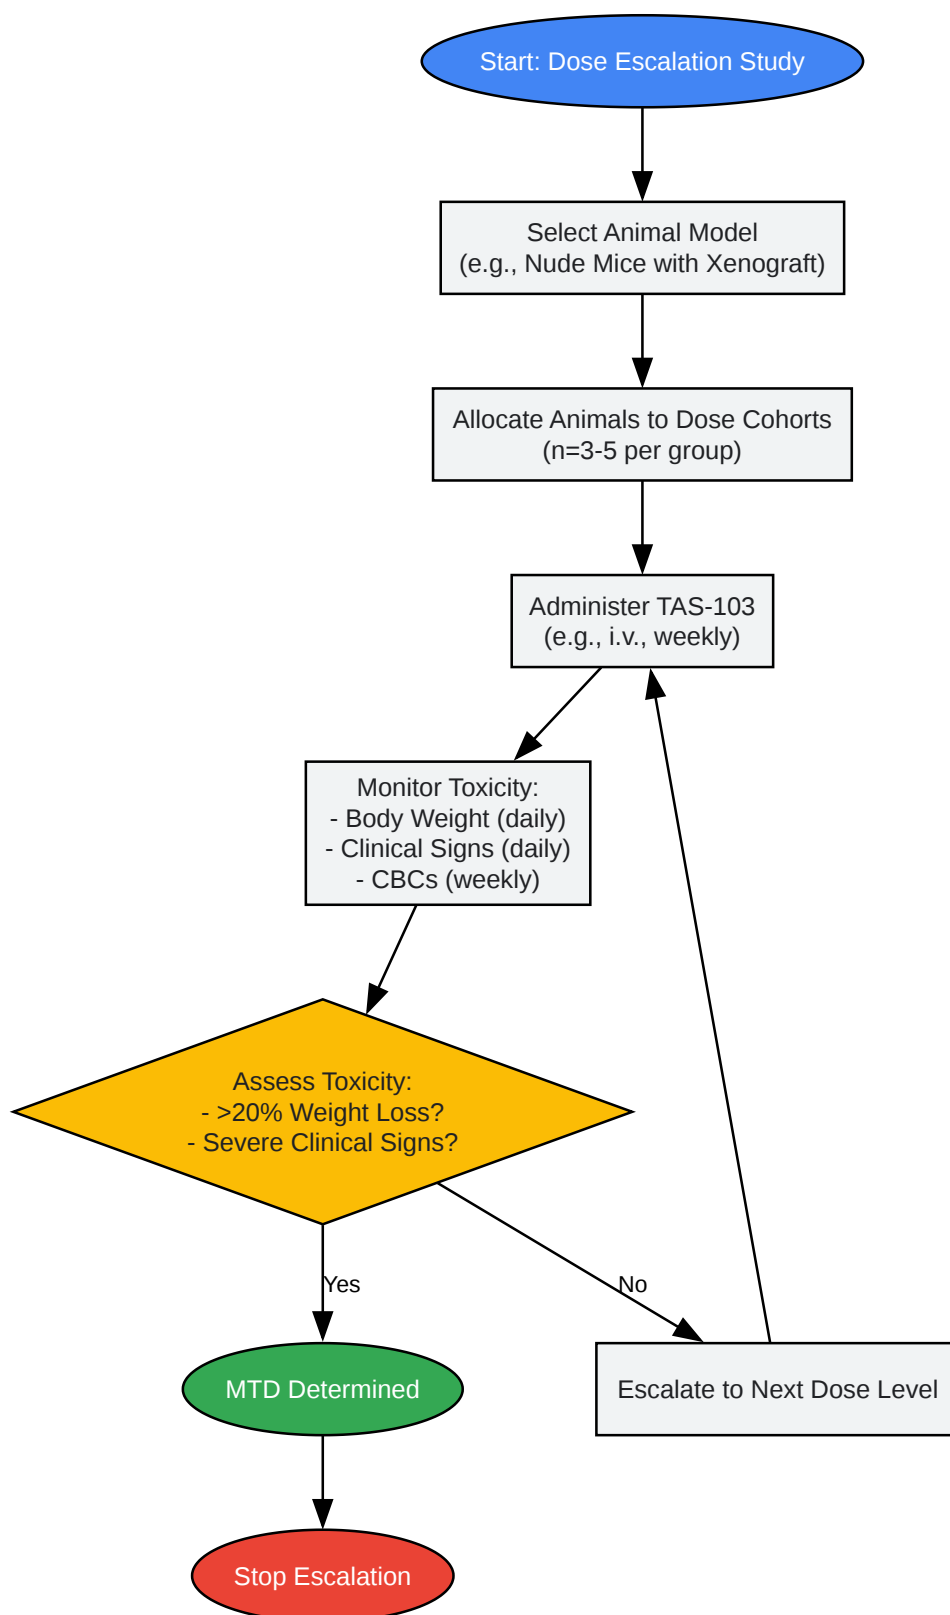 Start: Dose Escalation Study
Select Animal Model
(e.g., Nude Mice with Xenograft)
Allocate Animals to Dose Cohorts
(n=3-5 per group)
Administer TAS-103
(e.g., i.v., weekly)
Monitor Toxicity:
- Body Weight (daily)
- Clinical Signs (daily)
- CBCs (weekly)
Assess Toxicity:
- >20% Weight Loss?
- Severe Clinical Signs?
Yes
No
MTD Determined
Escalate to Next Dose Level
Stop Escalation